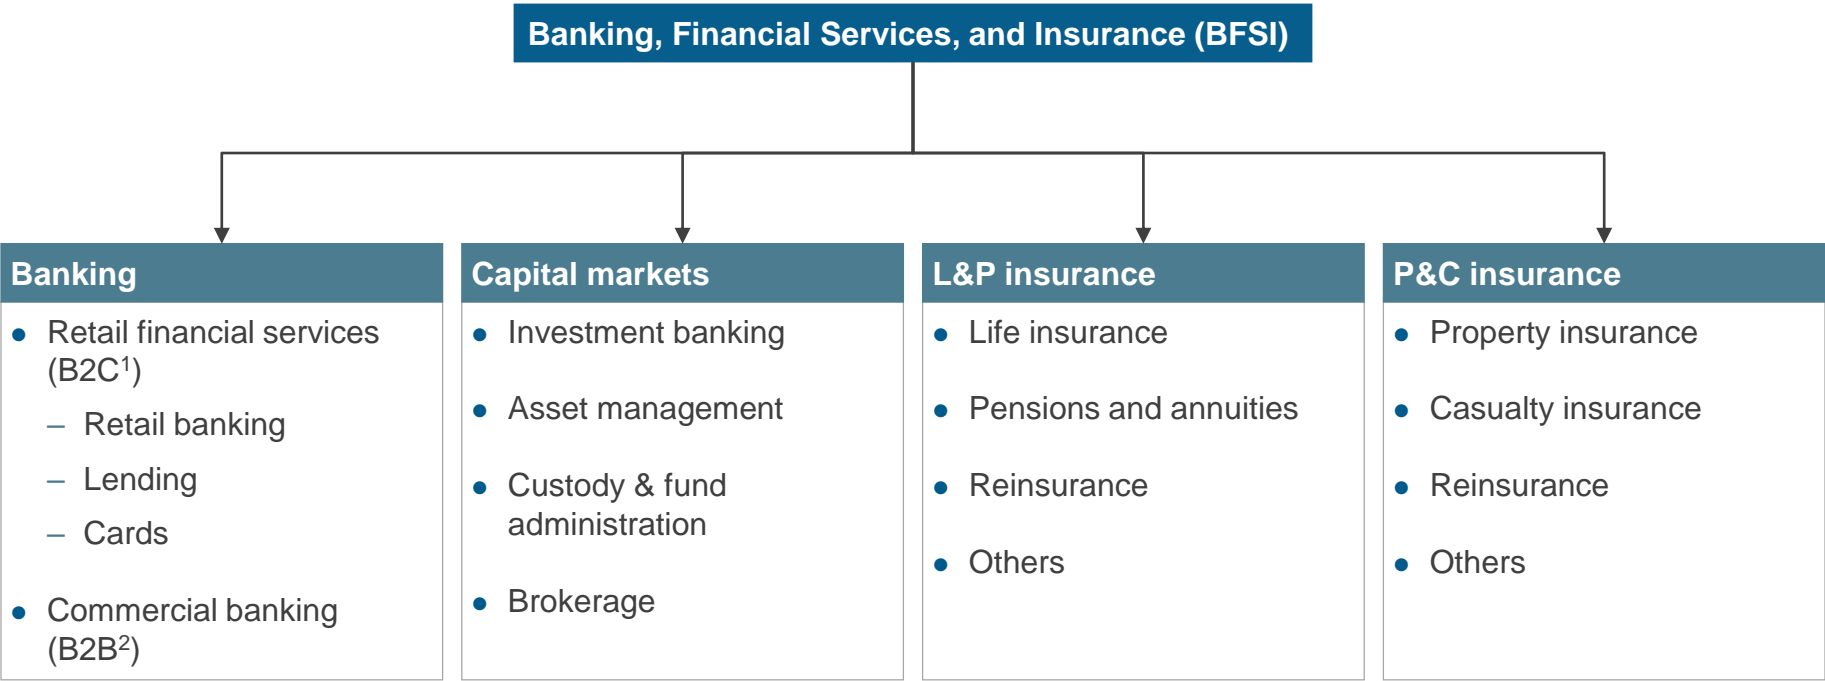 Banking, Financial Services, and Insurance (BFSI)
Banking
● Retail financial services
(B2C¹)
– Retail banking
– Lending
– Cards
● Commercial banking
(B2B²)
Capital markets
● Investment banking
● Asset management
● Custody & fund
administration
● Brokerage
L&P insurance
● Life insurance
● Pensions and annuities
● Reinsurance
● Others
P&C insurance
● Property insurance
● Casualty insurance
● Reinsurance
● Others